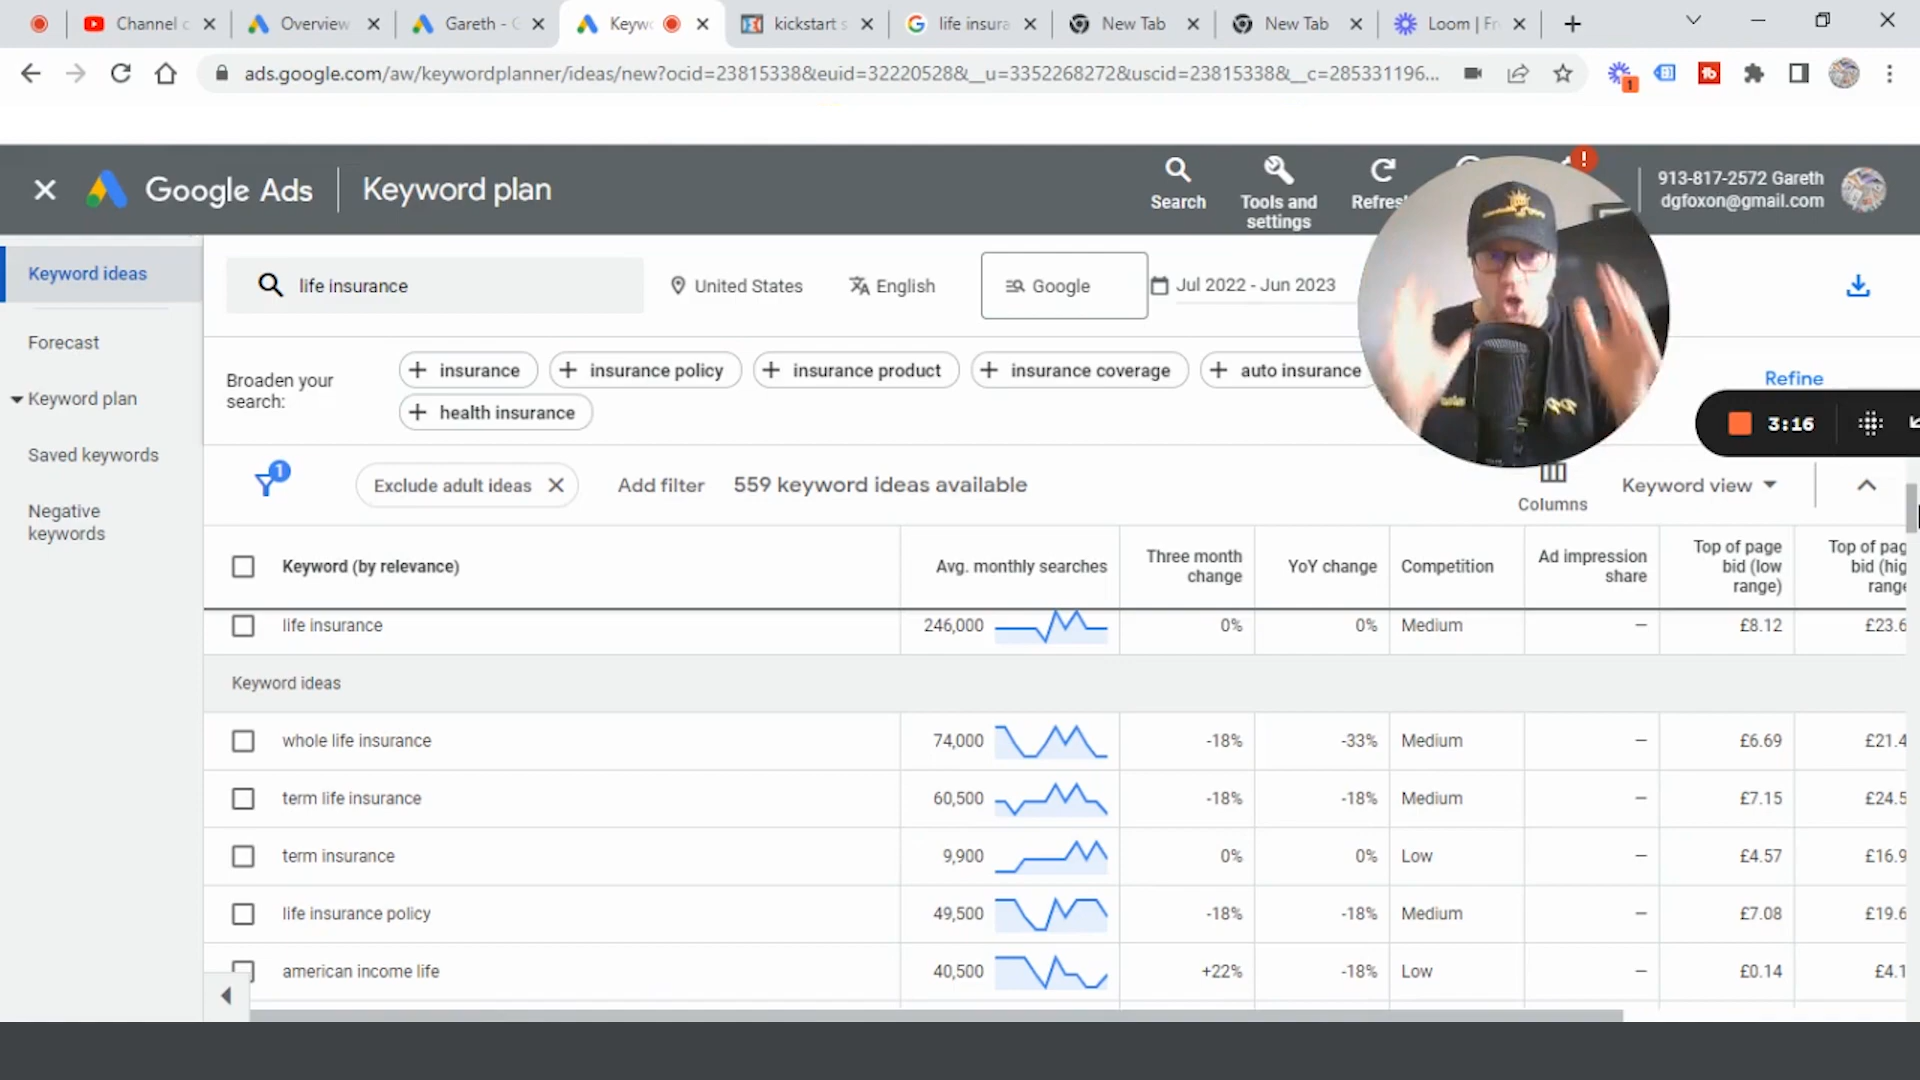 Channel c
Overview
Gareth - G
Keyw
kickstart s
life insura
New Tab
New Tab
Loom | Fr
ads.google.com/aw/keywordplanner/ideas/new?ocid=23815338&euid=32220528&__u=3352268272&uscid=23815338&__c=285331196...
1
Google Ads
Keyword plan
Search
Tools and
settings
Refres
!
913-817-2572 Gareth
dgfoxon@gmail.com
Keyword ideas
Forecast
Keyword plan
Saved keywords
Negative
keywords
life insurance
United States
English
Google
Jul 2022 - Jun 2023
Broaden your
search:
insurance
insurance policy
insurance product
insurance coverage
auto insurance
health insurance
Refine
3:16
1
Exclude adult ideas
Add filter
559 keyword ideas available
Columns
Keyword view
Keyword (by relevance)
Avg. monthly searches
Three month
change
YoY change
Competition
Ad impression
share
Top of page
bid (low
range)
Top of pag
bid (hig
range
life insurance 246,000 0% 0% Medium – £8.12 £23.6
Keyword ideas
whole life insurance 74,000 -18% -33% Medium – £6.69 £21.4
term life insurance 60,500 -18% -18% Medium – £7.15 £24.5
term insurance 9,900 0% 0% Low – £4.57 £16.9
life insurance policy 49,500 -18% -18% Medium – £7.08 £19.6
american income life 40,500 +22% -18% Low – £0.14 £4.1